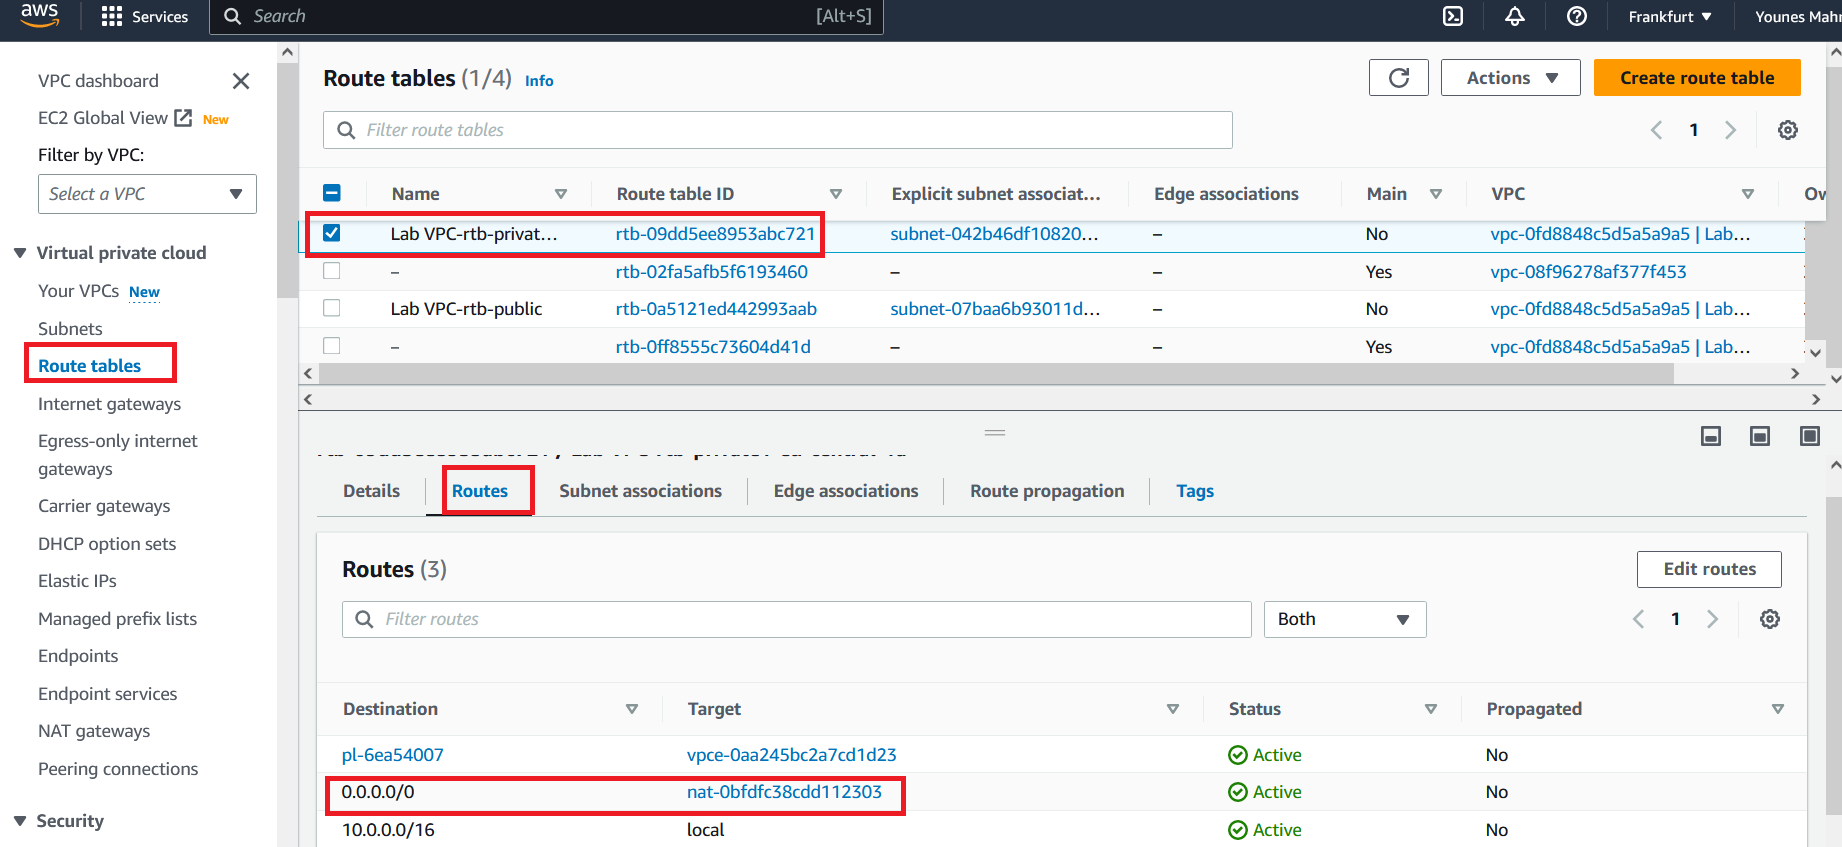 aws Services Search [Alt+S] Frankfurt Younes Mahm
VPC dashboard
EC2 Global View New
Filter by VPC:
Select a VPC
Virtual private cloud
Your VPCs New
Subnets
Route tables
Internet gateways
Egress-only internet
gateways
Carrier gateways
DHCP option sets
Elastic IPs
Managed prefix lists
Endpoints
Endpoint services
NAT gateways
Peering connections
Security
Route tables (1/4) Info Actions Create route table
Filter route tables 1
Name Route table ID Explicit subnet associat... Edge associations Main VPC Ow
Lab VPC-rtb-privat... rtb-09dd5ee8953abc721 subnet-042b46df10820... – No vpc-0fd8848c5d5a5a9a5 | Lab...
– rtb-02fa5afb5f6193460 – – Yes vpc-08f96278af377f453
Lab VPC-rtb-public rtb-0a5121ed442993aab subnet-07baa6b93011d... – No vpc-0fd8848c5d5a5a9a5 | Lab...
– rtb-0ff8555c73604d41d – – Yes vpc-0fd8848c5d5a5a9a5 | Lab...
Details Routes Subnet associations Edge associations Route propagation Tags
Routes (3) Edit routes
Filter routes Both 1
Destination Target Status Propagated
pl-6ea54007 vpce-0aa245bc2a7cd1d23 Active No
0.0.0.0/0 nat-0bfdfc38cdd112303 Active No
10.0.0.0/16 local Active No